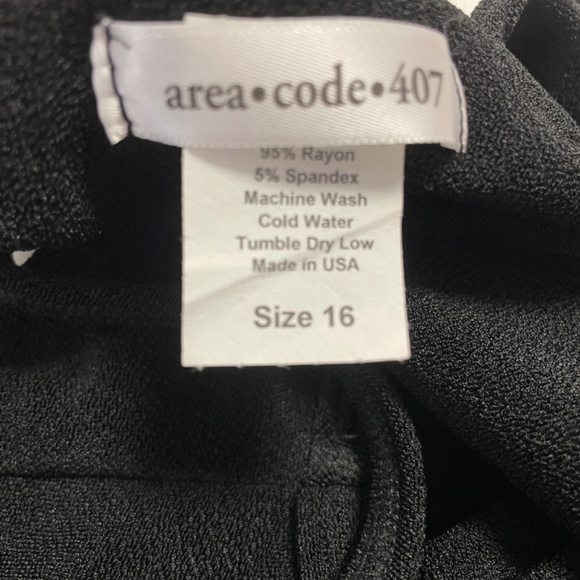 area•code•407
95% Rayon
5% Spandex
Machine Wash
Cold Water
Tumble Dry Low
Made in USA
Size 16